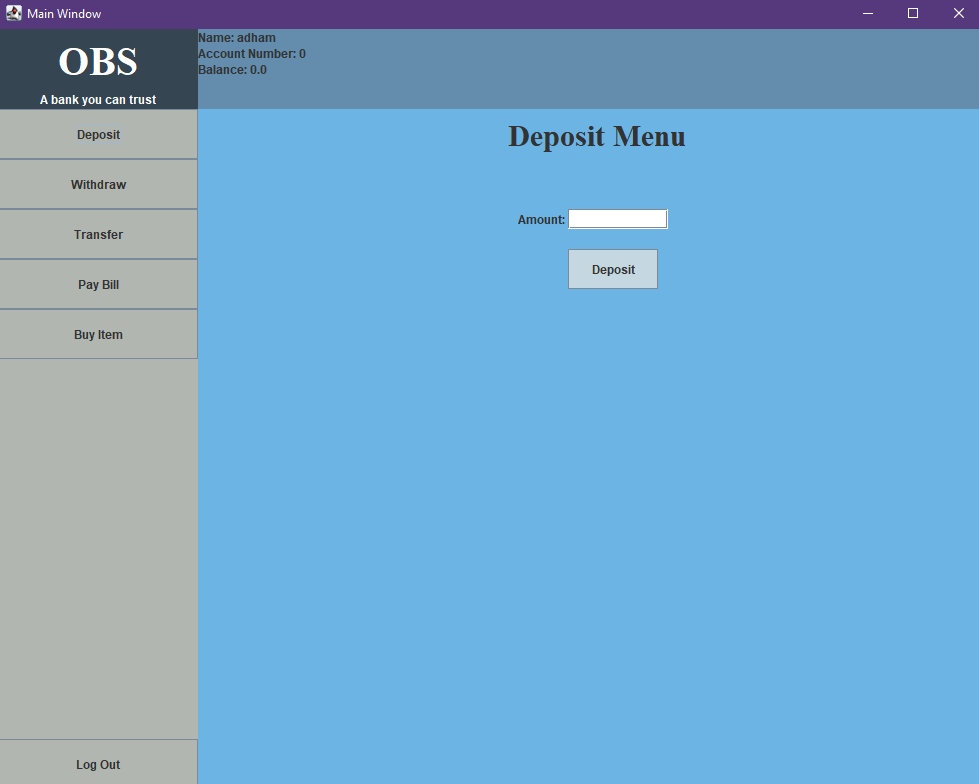 Main Window
OBS
A bank you can trust
Name: adham
Account Number: 0
Balance: 0.0
Deposit
Withdraw
Transfer
Pay Bill
Buy Item
Log Out
Deposit Menu
Amount:
Deposit